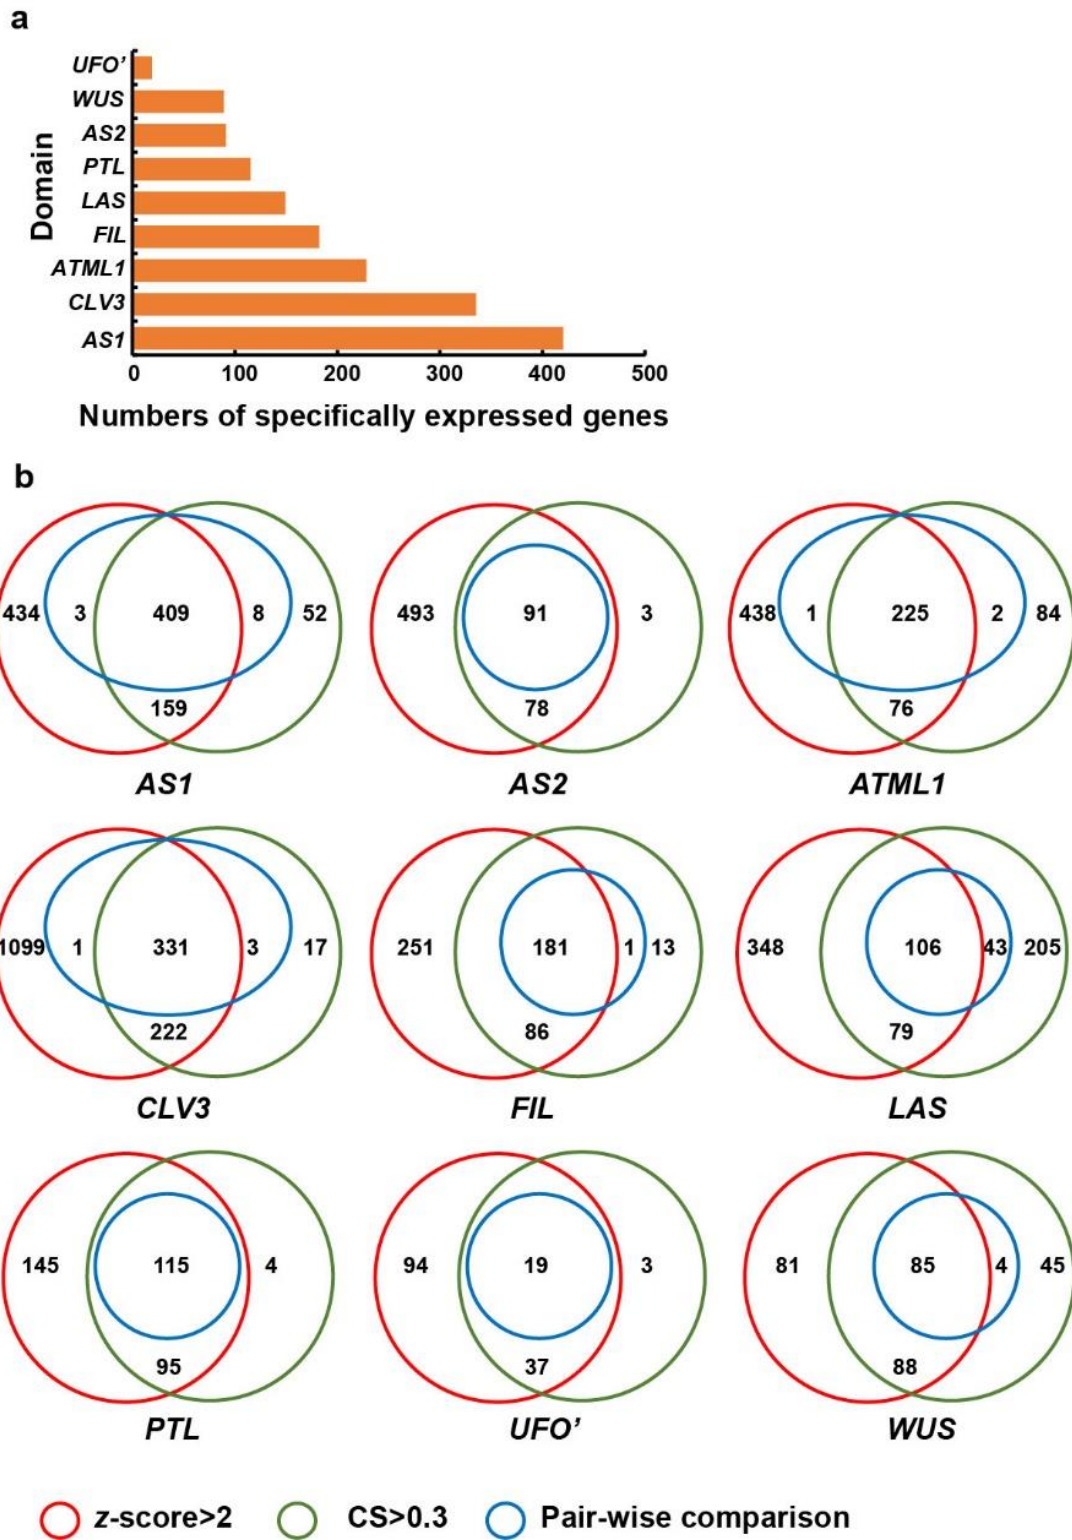 a
Domain
UFO’
WUS
AS2
PTL
LAS
FIL
ATML1
CLV3
AS1
0 100 200 300 400 500
Numbers of specifically expressed genes
b
434 3 409 8 52
159
AS1
493 91 3
78
AS2
438 1 225 2 84
76
ATML1
1099 1 331 3 17
222
CLV3
251 181 1 13
86
FIL
348 106 43 205
79
LAS
145 115 4
95
PTL
94 19 3
37
UFO’
81 85 4 45
88
WUS
z-score>2 CS>0.3 Pair-wise comparison